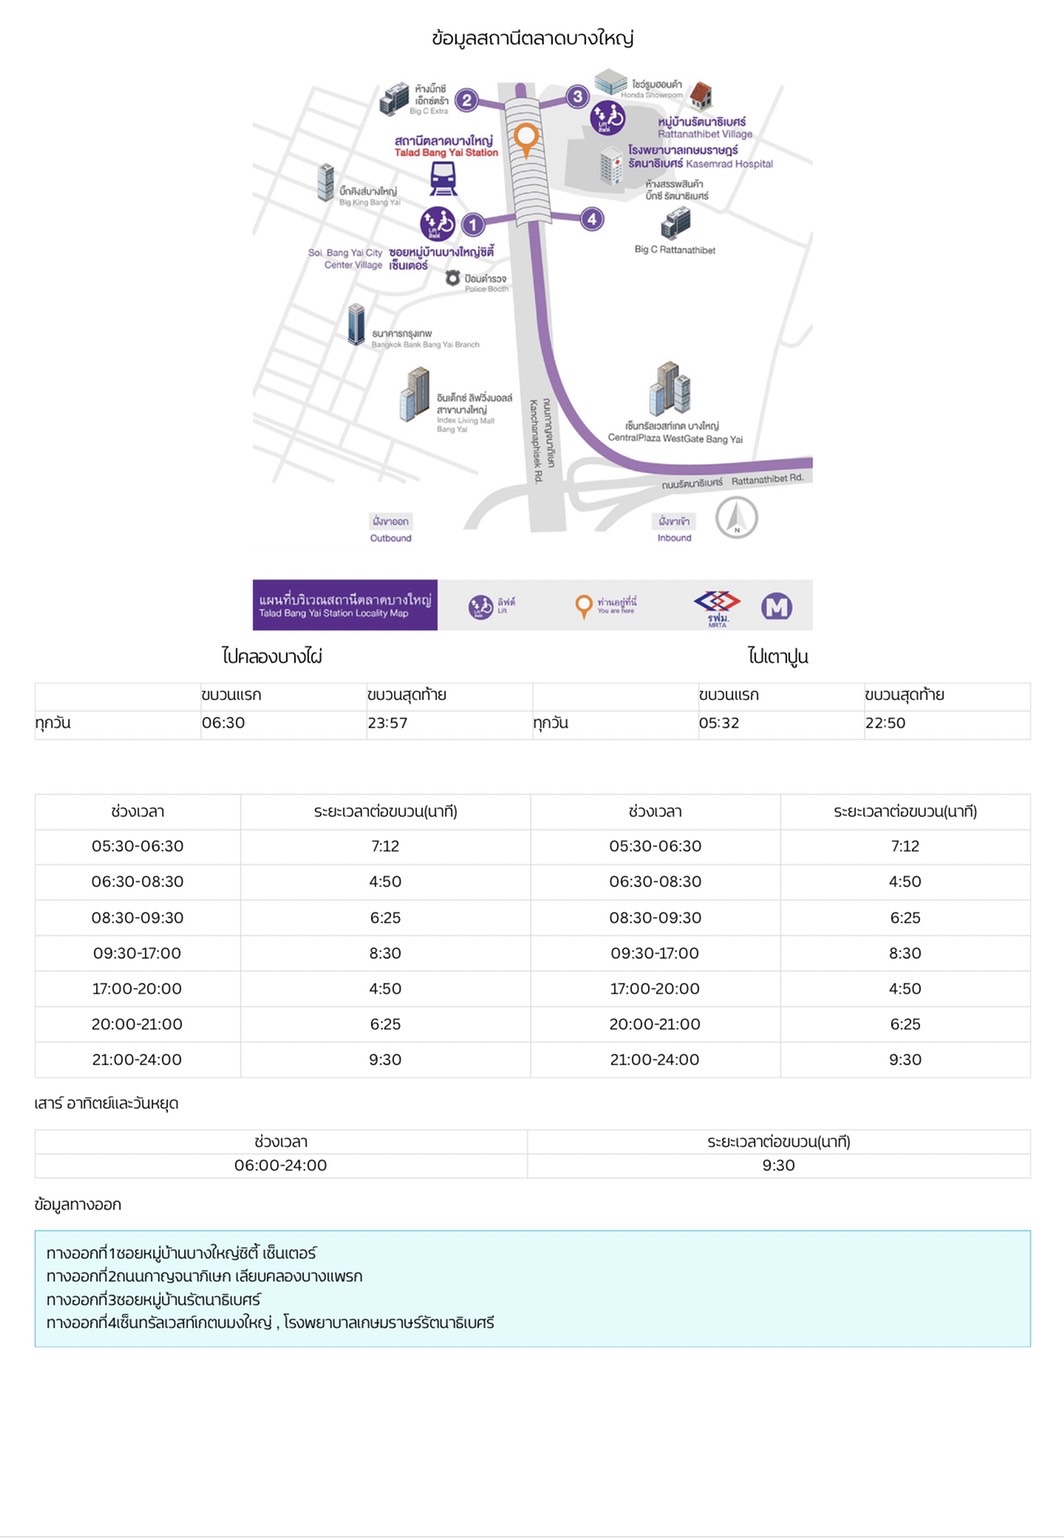 ข้อมูลสถานีตลาดบางใหญ่
ห้างบิ๊กซี
เอ็กซ์ตร้า
Big C Extra
2
3
โชว์รูมฮอนด้า
Honda Showroom
Lift
ลิฟต์
หมู่บ้านรัตนาธิเบศร์
Rattanathibet Village
สถานีตลาดบางใหญ่
Talad Bang Yai Station
โรงพยาบาลเกษมราษฎร์
รัตนาธิเบศร์ Kasemrad Hospital
บิ๊กคิงส์บางใหญ่
Big King Bang Yai
ห้างสรรพสินค้า
บิ๊กซี รัตนาธิเบศร์
Big C Rattanathibet
Lift
ลิฟต์
1
4
Soi Bang Yai City
Center Village
ซอยหมู่บ้านบางใหญ่ซิตี้
เซ็นเตอร์
ป้อมตำรวจ
Police Booth
ธนาคารกรุงเทพ
Bangkok Bank Bang Yai Branch
อินเด็กซ์ ลิฟวิ่งมอลล์
สาขาบางใหญ่
Index Living Mall
Bang Yai
ถนนกาญจนาภิเษก
Kanchanaphisek Rd.
เซ็นทรัลเวสท์เกต บางใหญ่
CentralPlaza WestGate Bang Yai
ถนนรัตนาธิเบศร์ Rattanathibet Rd.
ฝั่งขาออก
Outbound
ฝั่งขาเข้า
Inbound
N
แผนที่บริเวณสถานีตลาดบางใหญ่
Talad Bang Yai Station Locality Map
ลิฟต์
Lift
ท่านอยู่ที่นี่
You are here
รฟม.
MRTA
M
ไปคลองบางไผ่ ไปเตาปูน
ขบวนแรก ขบวนสุดท้าย ขบวนแรก ขบวนสุดท้าย
ทุกวัน 06:30 23:57 ทุกวัน 05:32 22:50
ช่วงเวลา ระยะเวลาต่อขบวน(นาที) ช่วงเวลา ระยะเวลาต่อขบวน(นาที)
05:30-06:30 7:12 05:30-06:30 7:12
06:30-08:30 4:50 06:30-08:30 4:50
08:30-09:30 6:25 08:30-09:30 6:25
09:30-17:00 8:30 09:30-17:00 8:30
17:00-20:00 4:50 17:00-20:00 4:50
20:00-21:00 6:25 20:00-21:00 6:25
21:00-24:00 9:30 21:00-24:00 9:30
เสาร์ อาทิตย์และวันหยุด
ช่วงเวลา ระยะเวลาต่อขบวน(นาที)
06:00-24:00 9:30
ข้อมูลทางออก
ทางออกที่1ซอยหมู่บ้านบางใหญ่ซิตี้ เซ็นเตอร์
ทางออกที่2ถนนกาญจนาภิเษก เลียบคลองบางแพรก
ทางออกที่3ซอยหมู่บ้านรัตนาธิเบศร์
ทางออกที่4เซ็นทรัลเวสท์เกตบมงใหญ่ , โรงพยาบาลเกษมราษร์รัตนาธิเบศรี